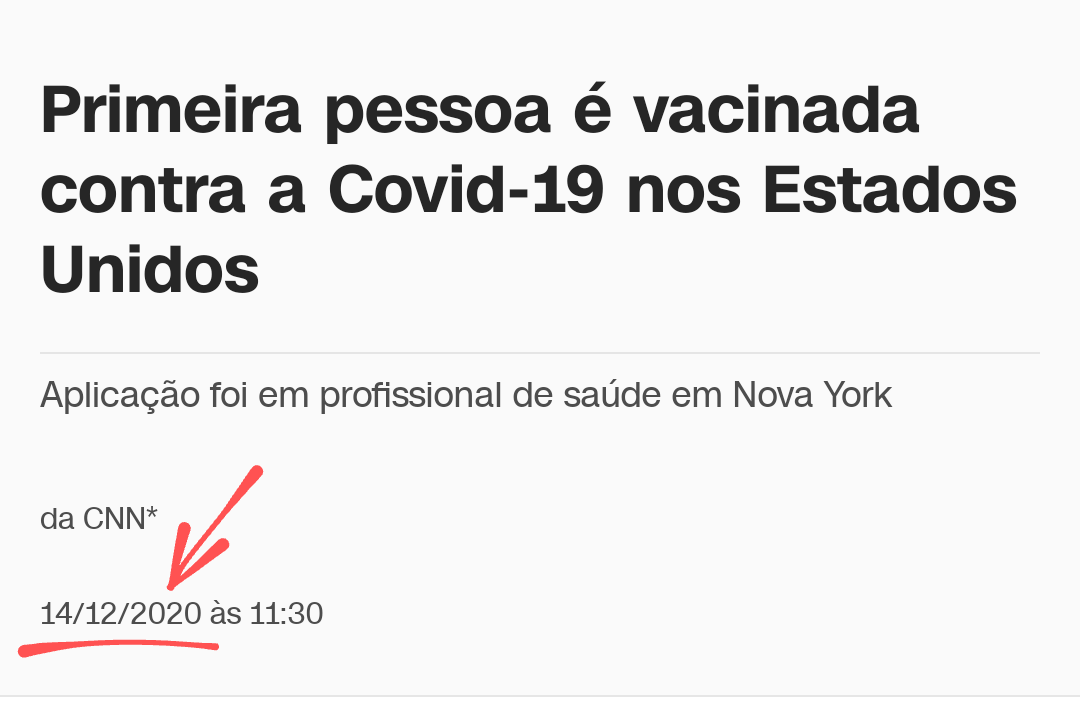 Primeira pessoa é vacinada
contra a Covid-19 nos Estados
Unidos
Aplicação foi em profissional de saúde em Nova York
da CNN*
14/12/2020 às 11:30